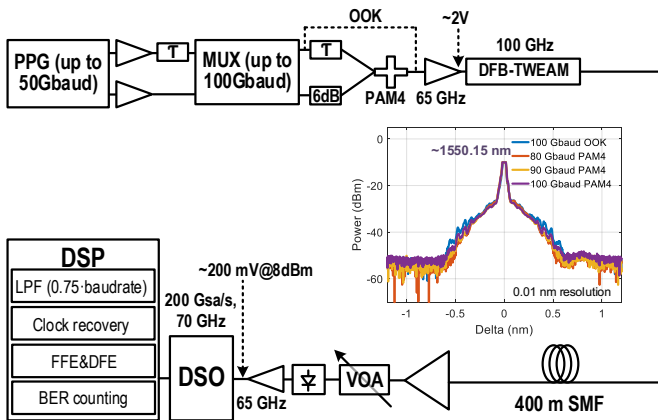 OOK
~2V
PPG (up to
50Gbaud)
τ
MUX (up to
100Gbaud)
τ
6dB
PAM4
65 GHz
100 GHz
DFB-TWEAM
~1550.15 nm
100 Gbaud OOK
80 Gbaud PAM4
90 Gbaud PAM4
100 Gbaud PAM4
0
-20
-40
-60
Power (dBm)
0.01 nm resolution
-1
-0.5
0
0.5
1
Delta (nm)
DSP
LPF (0.75·baudrate)
Clock recovery
FFE&DFE
BER counting
~200 mV@8dBm
200 Gsa/s,
70 GHz
DSO
65 GHz
VOA
400 m SMF